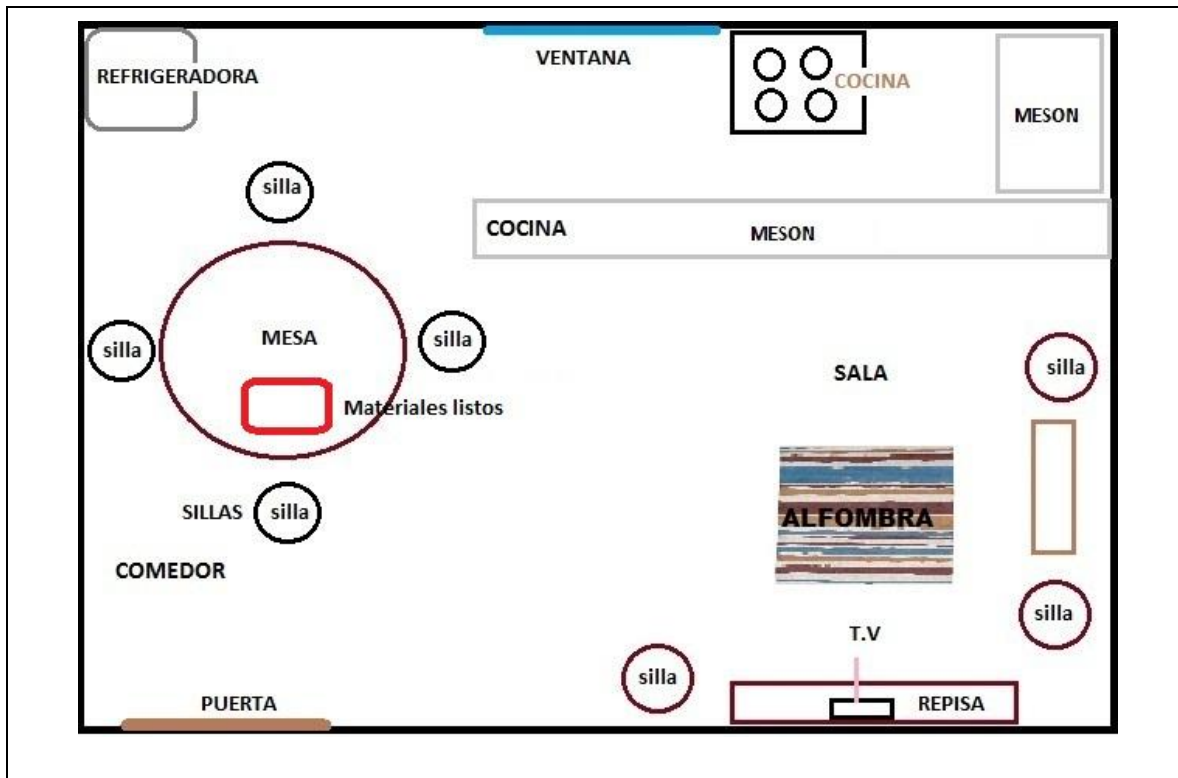 VENTANA
REFRIGERADORA
COCINA
MESON
silla
COCINA
MESON
MESA
silla
silla
silla
SALA
Materiales listos
SILLAS
silla
ALFOMBRA
COMEDOR
silla
T.V
silla
PUERTA
REPISA